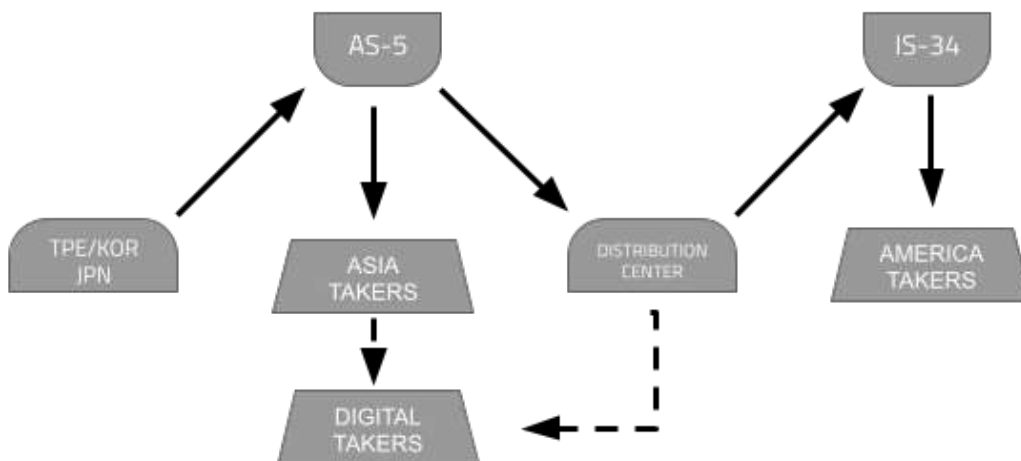 AS-5
IS-34
TPE/KOR
JPN
ASIA
TAKERS
DISTRIBUTION
CENTER
AMERICA
TAKERS
DIGITAL
TAKERS